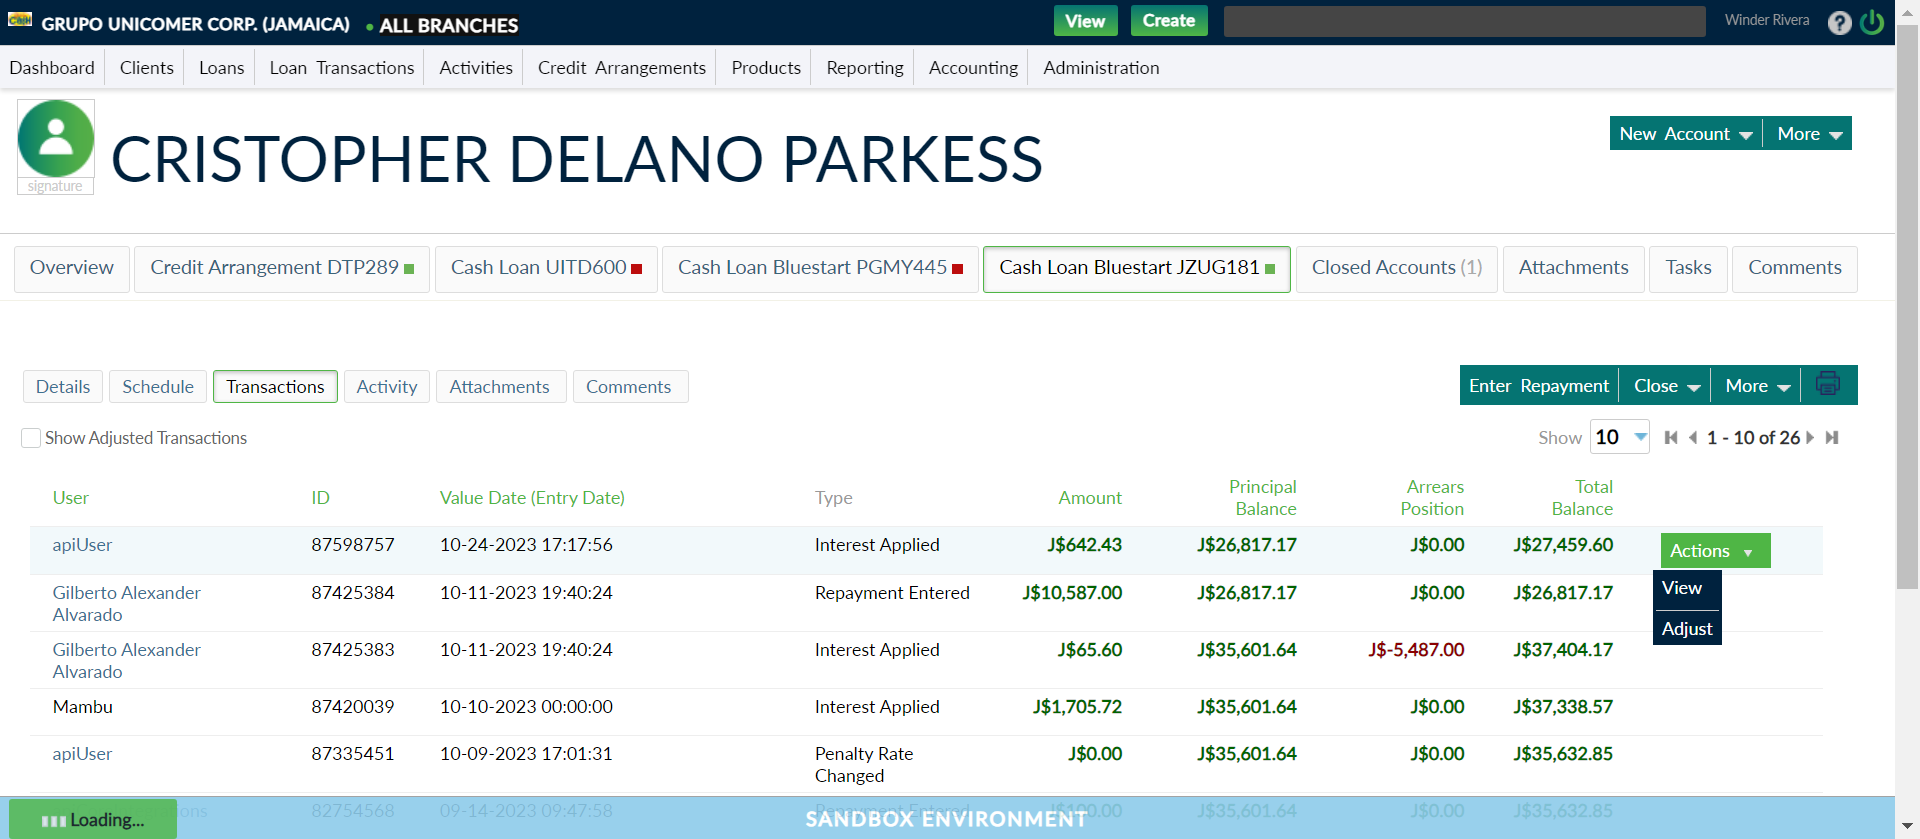 GRUPO UNICOMER CORP. (JAMAICA) ALL BRANCHES View Create Winder Rivera ?
Dashboard Clients Loans Loan Transactions Activities Credit Arrangements Products Reporting Accounting Administration
signature
CRISTOPHER DELANO PARKESS
New Account More
Overview Credit Arrangement DTP289 Cash Loan UITD600 Cash Loan Bluestart PGMY445 Cash Loan Bluestart JZUG181 Closed Accounts (1) Attachments Tasks Comments
Details Schedule Transactions Activity Attachments Comments
Enter Repayment Close More
Show Adjusted Transactions
Show 10 1 - 10 of 26
User ID Value Date (Entry Date) Type Amount Principal Balance Arrears Position Total Balance
apiUser 87598757 10-24-2023 17:17:56 Interest Applied J$642.43 J$26,817.17 J$0.00 J$27,459.60 Actions
View
Adjust
Gilberto Alexander Alvarado 87425384 10-11-2023 19:40:24 Repayment Entered J$10,587.00 J$26,817.17 J$0.00 J$26,817.17
Gilberto Alexander Alvarado 87425383 10-11-2023 19:40:24 Interest Applied J$65.60 J$35,601.64 J$-5,487.00 J$37,404.17
Mambu 87420039 10-10-2023 00:00:00 Interest Applied J$1,705.72 J$35,601.64 J$0.00 J$37,338.57
apiUser 87335451 10-09-2023 17:01:31 Penalty Rate Changed J$0.00 J$35,601.64 J$0.00 J$35,632.85
82754568 09-14-2023 09:47:58 Repayment Entered J$100.00 J$35,601.64 J$0.00 J$35,632.85
Loading...
SANDBOX ENVIRONMENT